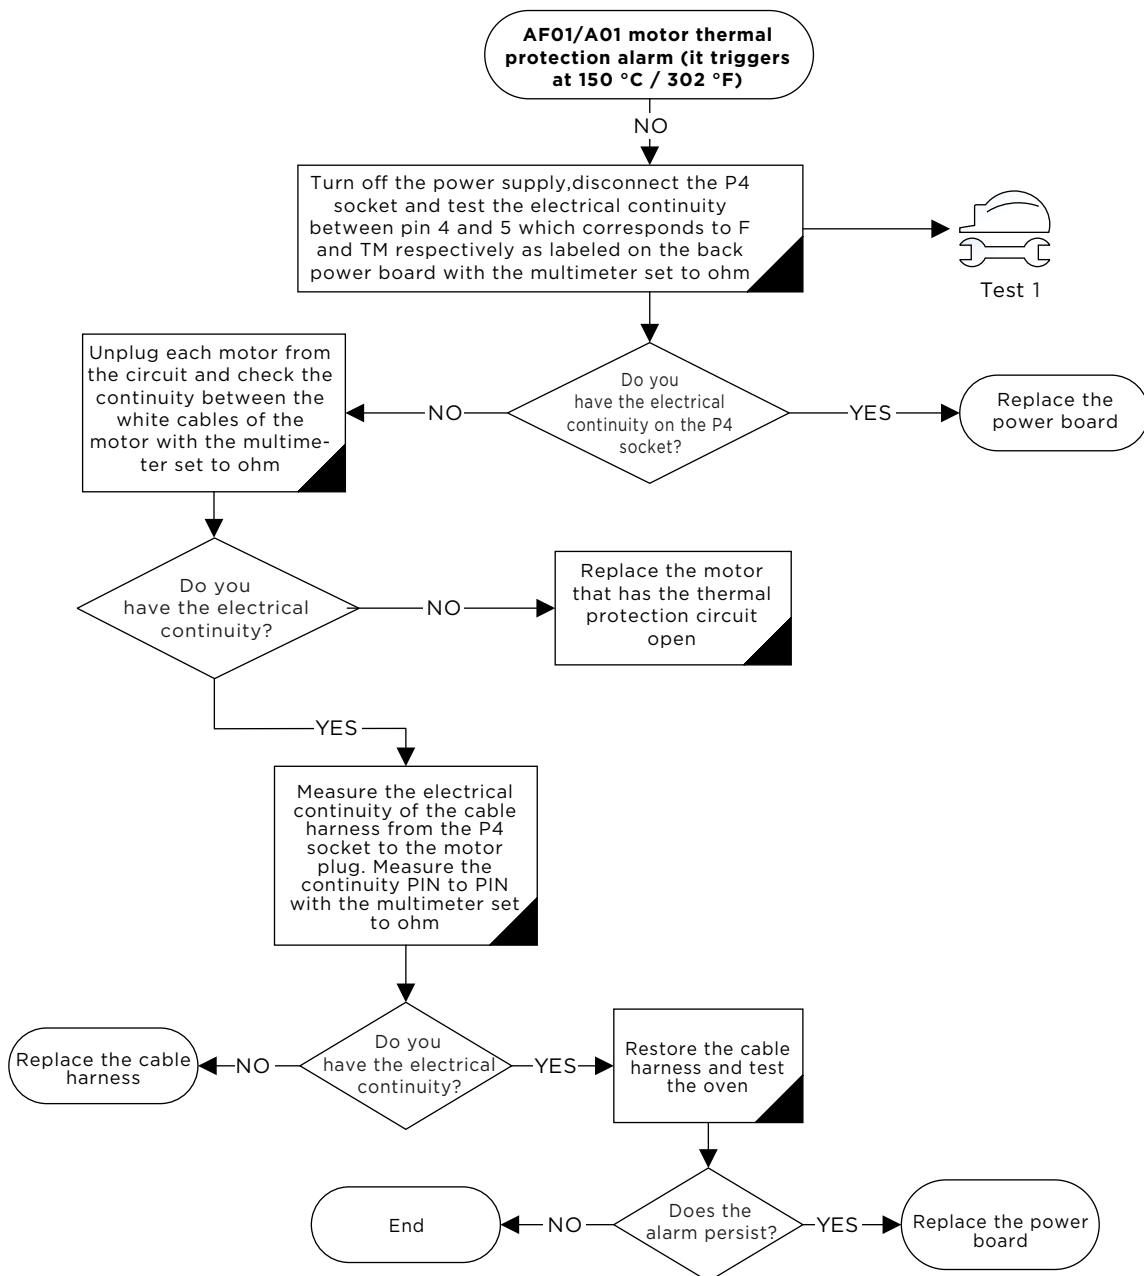 AF01/A01 motor thermal
protection alarm (it triggers
at 150 °C / 302 °F)
NO
Turn off the power supply,disconnect the P4
socket and test the electrical continuity
between pin 4 and 5 which corresponds to F
and TM respectively as labeled on the back
power board with the multimeter set to ohm
Test 1
Do you
have the electrical
continuity on the P4
socket?
YES
Replace the
power board
NO
Unplug each motor from
the circuit and check the
continuity between the
white cables of the
motor with the multime-
ter set to ohm
Do you
have the electrical
continuity?
NO
Replace the motor
that has the thermal
protection circuit
open
YES
Measure the electrical
continuity of the cable
harness from the P4
socket to the motor
plug. Measure the
continuity PIN to PIN
with the multimeter set
to ohm
Do you
have the electrical
continuity?
NO
Replace the cable
harness
YES
Restore the cable
harness and test
the oven
Does the
alarm persist?
NO
End
YES
Replace the power
board